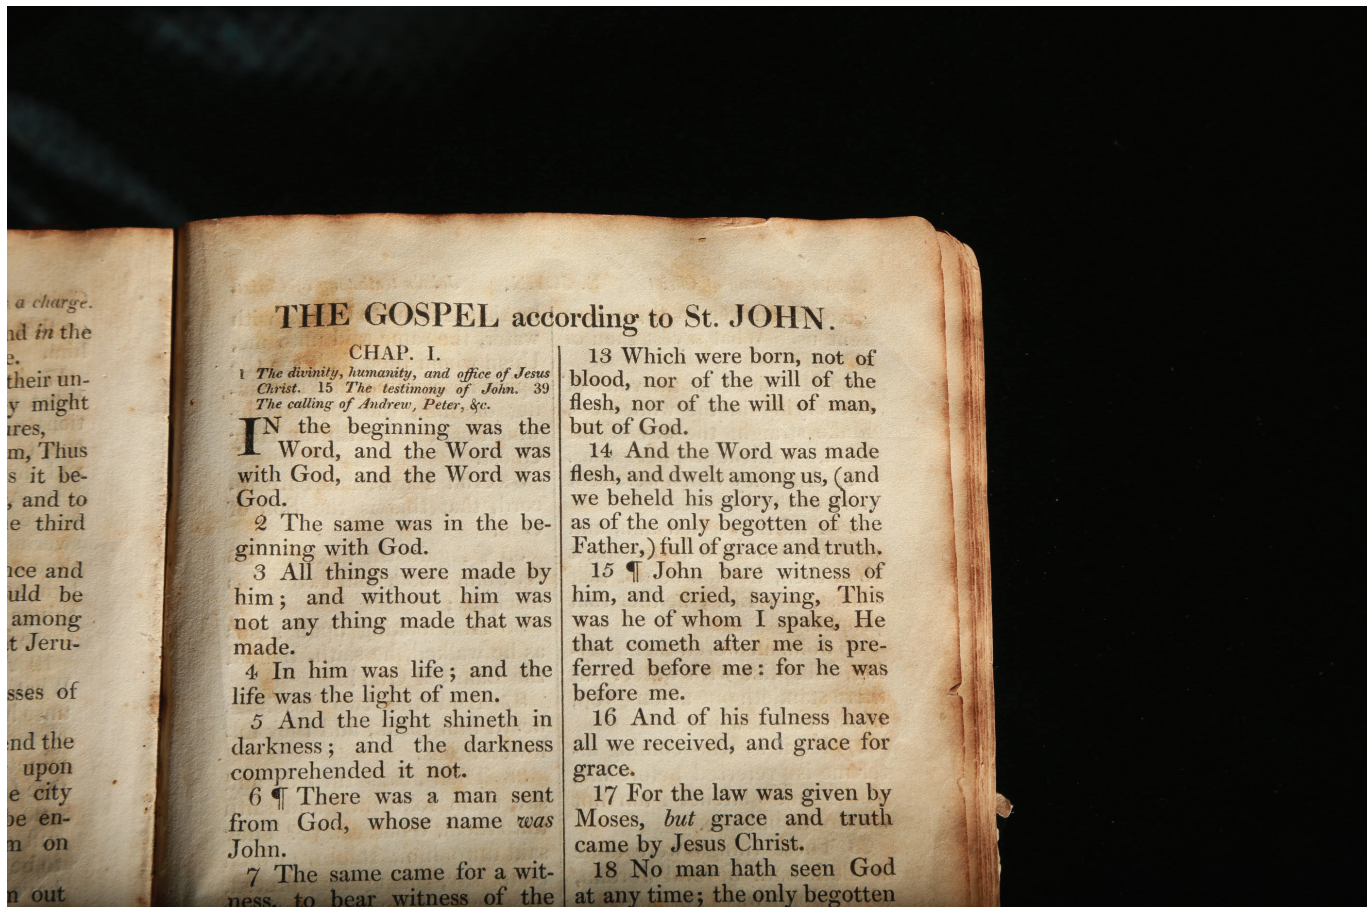 a charge.
nd in the
e.
their un-
y might
ires,
m, Thus
s it be-
, and to
e third
nce and
uld be
among
t Jeru-
sses of
nd the
upon
e city
be en-
m on
n out
THE GOSPEL according to St. JOHN.
CHAP. I.
1 The divinity, humanity, and office of Jesus
Christ. 15 The testimony of John. 39
The calling of Andrew, Peter, &c.
IN the beginning was the
Word, and the Word was
with God, and the Word was
God.
2 The same was in the be-
ginning with God.
3 All things were made by
him; and without him was
not any thing made that was
made.
4 In him was life; and the
life was the light of men.
5 And the light shineth in
darkness; and the darkness
comprehended it not.
6 ¶ There was a man sent
from God, whose name was
John.
7 The same came for a wit-
ness, to bear witness of the
13 Which were born, not of
blood, nor of the will of the
flesh, nor of the will of man,
but of God.
14 And the Word was made
flesh, and dwelt among us, (and
we beheld his glory, the glory
as of the only begotten of the
Father,) full of grace and truth.
15 ¶ John bare witness of
him, and cried, saying, This
was he of whom I spake, He
that cometh after me is pre-
ferred before me: for he was
before me.
16 And of his fulness have
all we received, and grace for
grace.
17 For the law was given by
Moses, but grace and truth
came by Jesus Christ.
18 No man hath seen God
at any time; the only begotten